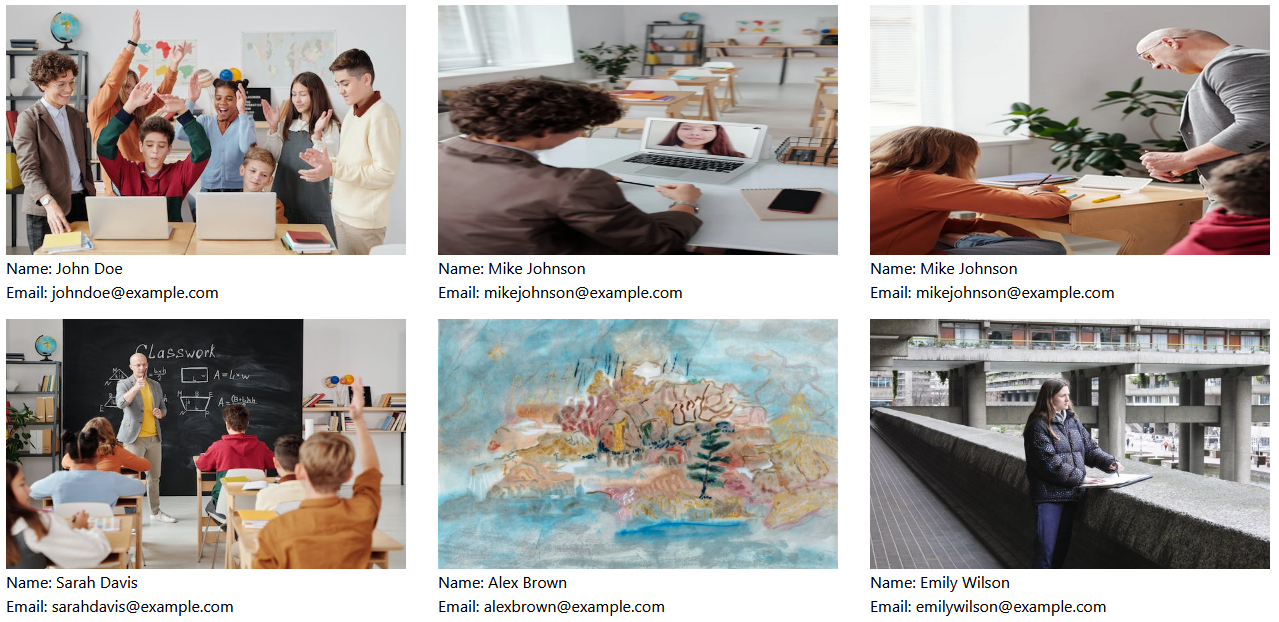 Name: John Doe
Email: johndoe@example.com
Name: Mike Johnson
Email: mikejohnson@example.com
Name: Mike Johnson
Email: mikejohnson@example.com
Classwork
Name: Sarah Davis
Email: sarahdavis@example.com
Name: Alex Brown
Email: alexbrown@example.com
Name: Emily Wilson
Email: emilywilson@example.com